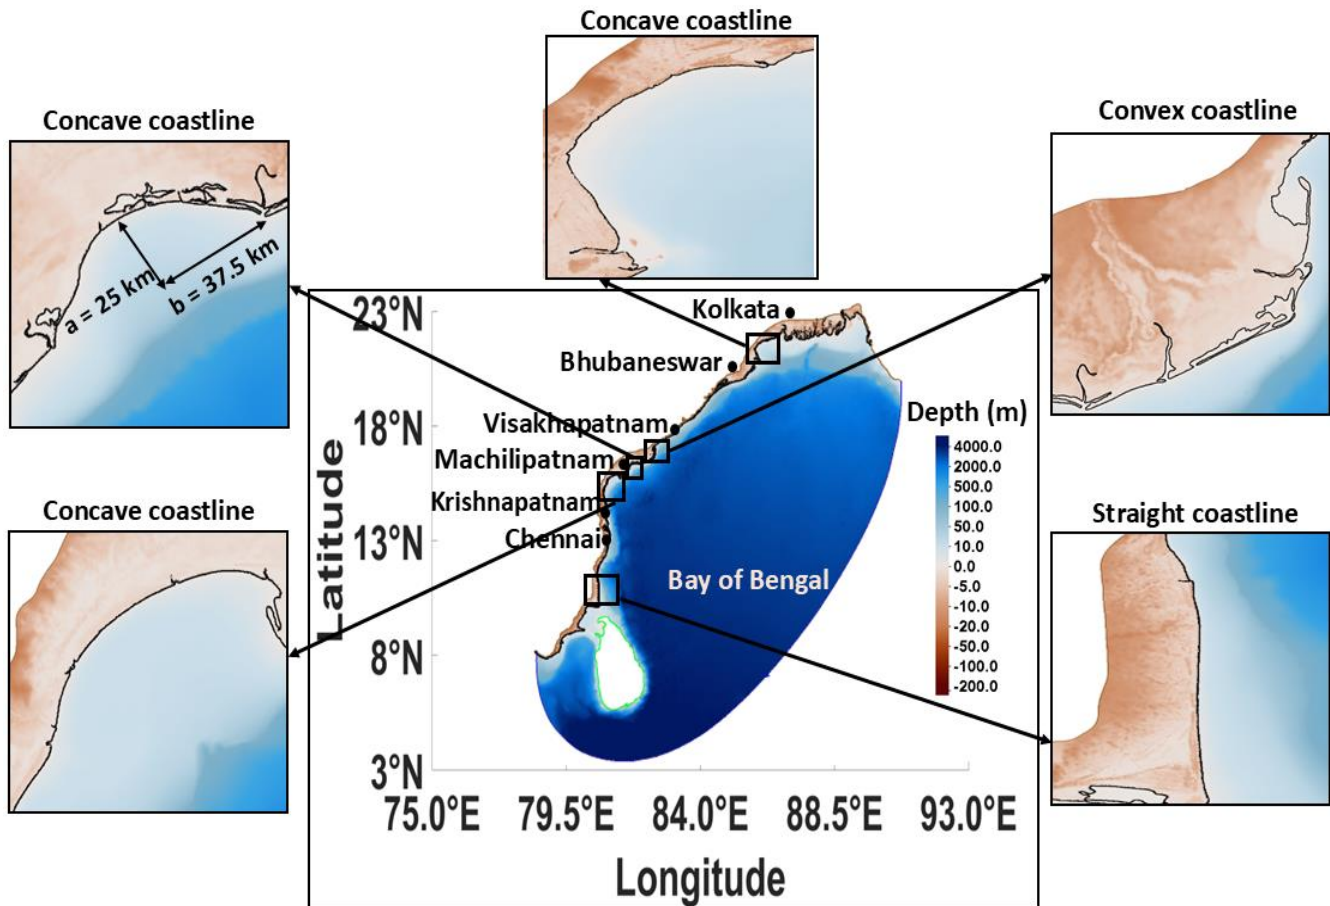 Concave coastline
Concave coastline
Convex coastline
a = 25 km
b = 37.5 km
Concave coastline
Straight coastline
23°N
18°N
13°N
8°N
3°N
Latitude
Kolkata
Bhubaneswar
Visakhapatnam
Machilipatnam
Krishnapatnam
Chennai
Bay of Bengal
Depth (m)
4000.0
2000.0
500.0
100.0
50.0
10.0
0.0
-5.0
-10.0
-20.0
-50.0
-100.0
-200.0
75.0°E 79.5°E 84.0°E 88.5°E 93.0°E
Longitude